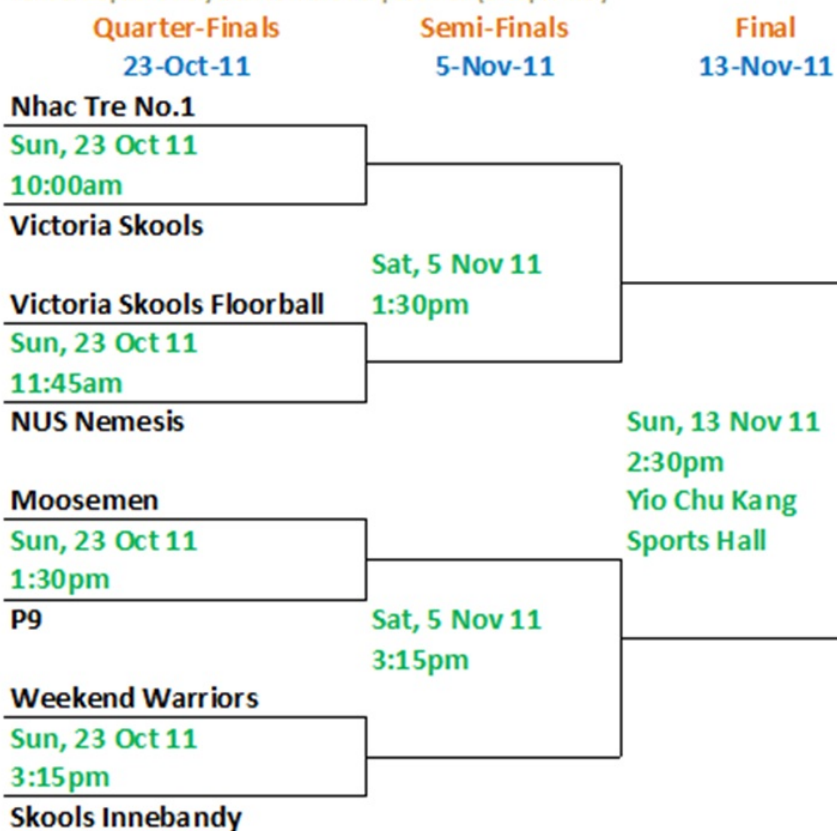 Quarter-Finals Semi-Finals Final
23-Oct-11 5-Nov-11 13-Nov-11
Nhac Tre No.1
Sun, 23 Oct 11
10:00am
Victoria Skools
Sat, 5 Nov 11
1:30pm
Victoria Skools Floorball
Sun, 23 Oct 11
11:45am
NUS Nemesis
Sun, 13 Nov 11
2:30pm
Yio Chu Kang
Sports Hall
Moosemen
Sun, 23 Oct 11
1:30pm
P9
Sat, 5 Nov 11
3:15pm
Weekend Warriors
Sun, 23 Oct 11
3:15pm
Skools Innebandy